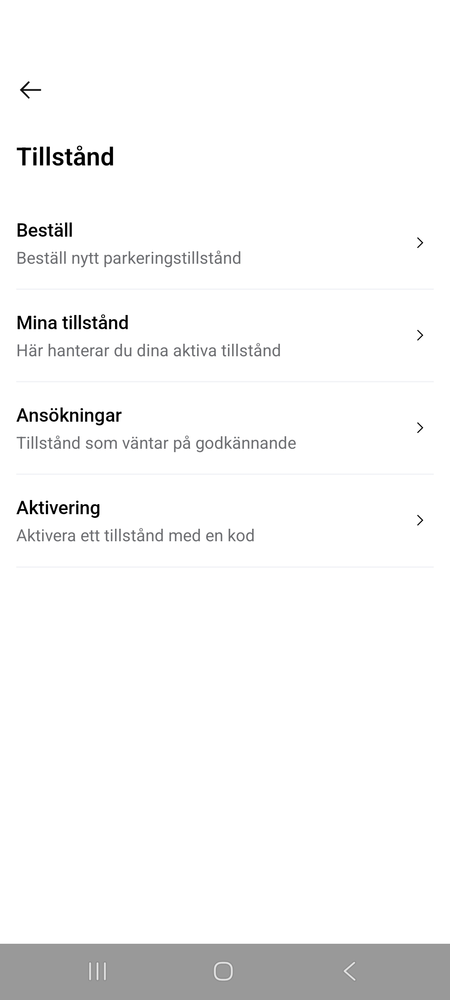 Tillstånd
Beställ
Beställ nytt parkeringstillstånd
Mina tillstånd
Här hanterar du dina aktiva tillstånd
Ansökningar
Tillstånd som väntar på godkännande
Aktivering
Aktivera ett tillstånd med en kod